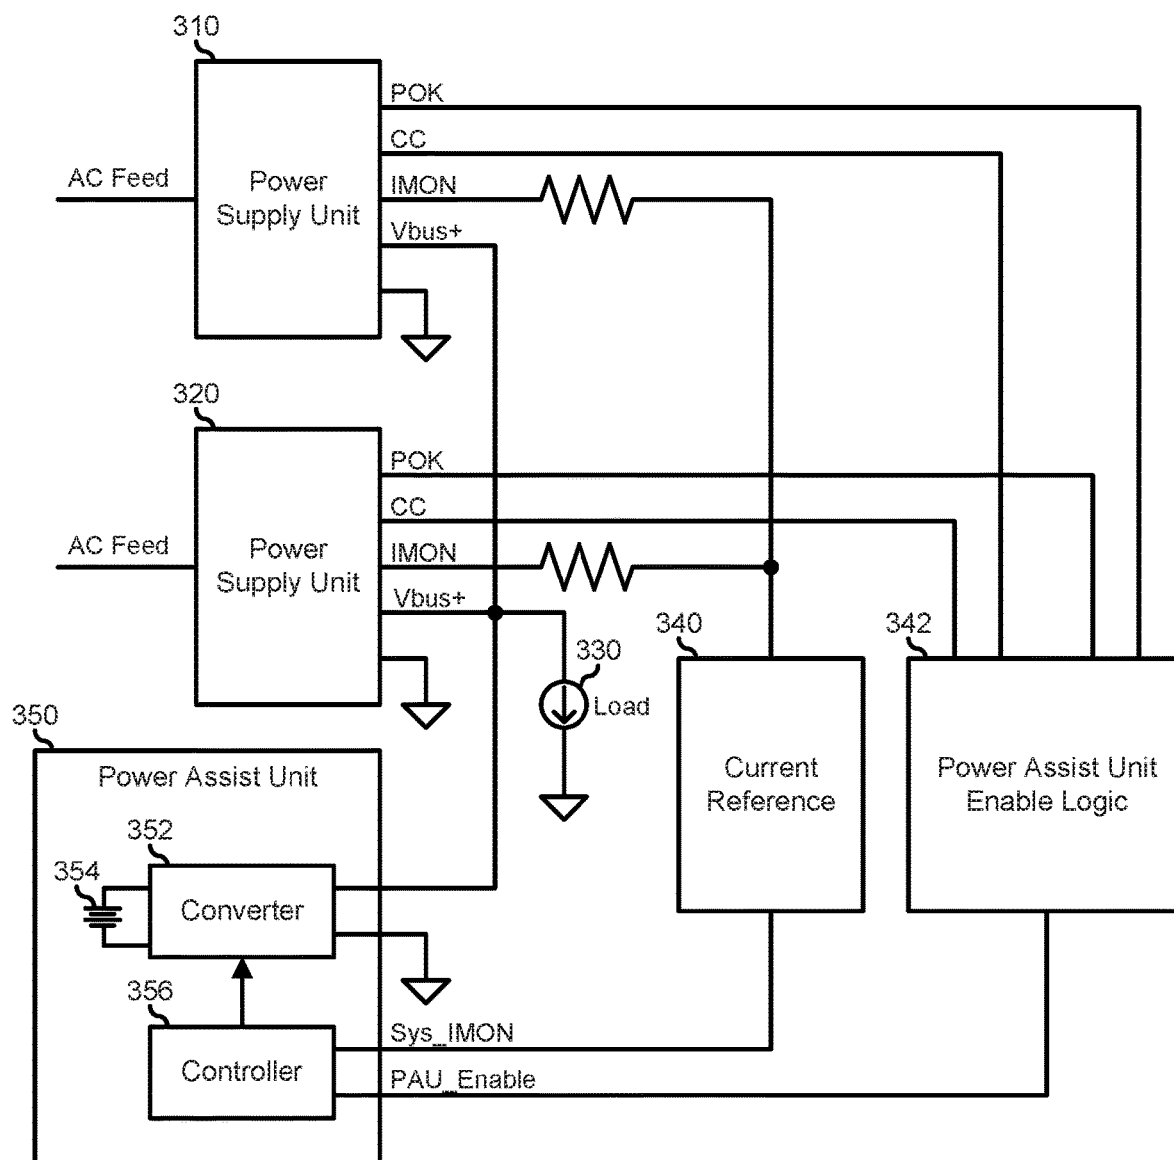 310
POK
CC
AC Feed
IMON
Power
Supply Unit
Vbus+
320
POK
CC
AC Feed
IMON
Power
Supply Unit
Vbus+
330
Load
340
Current
Reference
342
Power Assist Unit
Enable Logic
350
Power Assist Unit
352
354
Converter
356
Controller
Sys_IMON
PAU_Enable